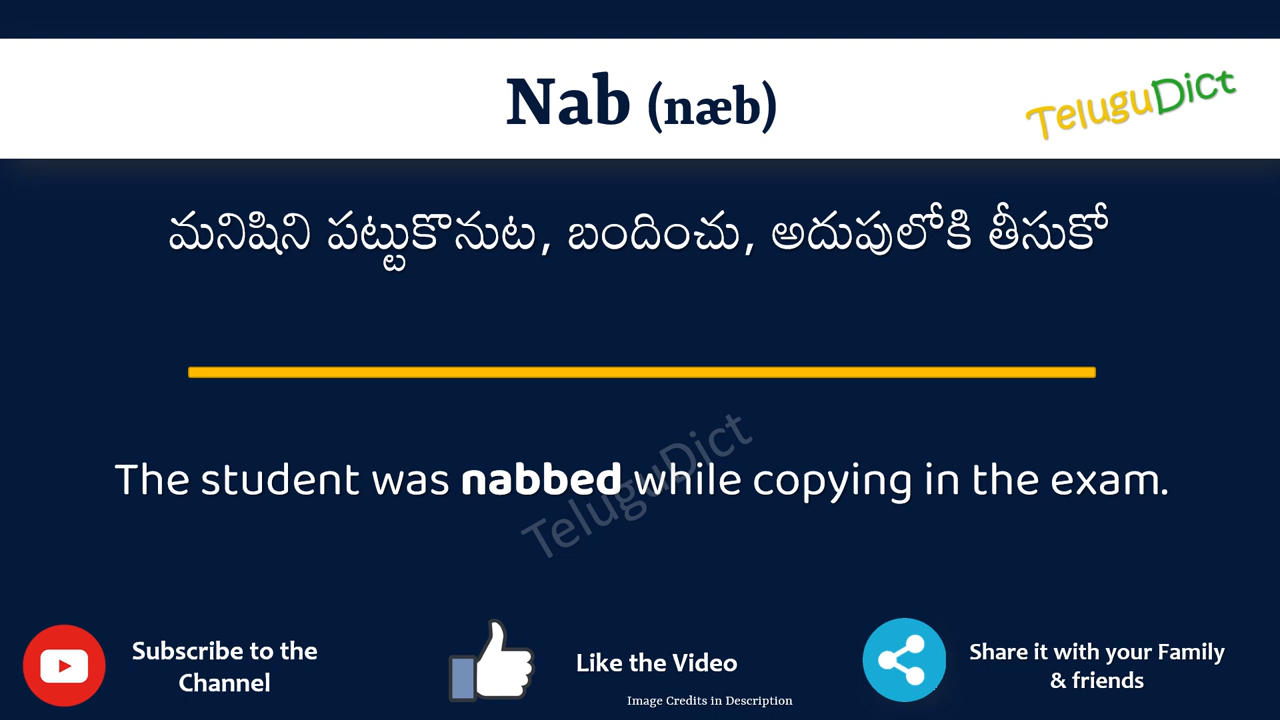 Nab (næb)
TeluguDict
మనిషిని పట్టుకొనుట, బందించు, అదుపులోకి తీసుకో
The student was nabbed while copying in the exam.
TeluguDict
Subscribe to the
Channel
Like the Video
Share it with your Family
& friends
Image Credits in Description